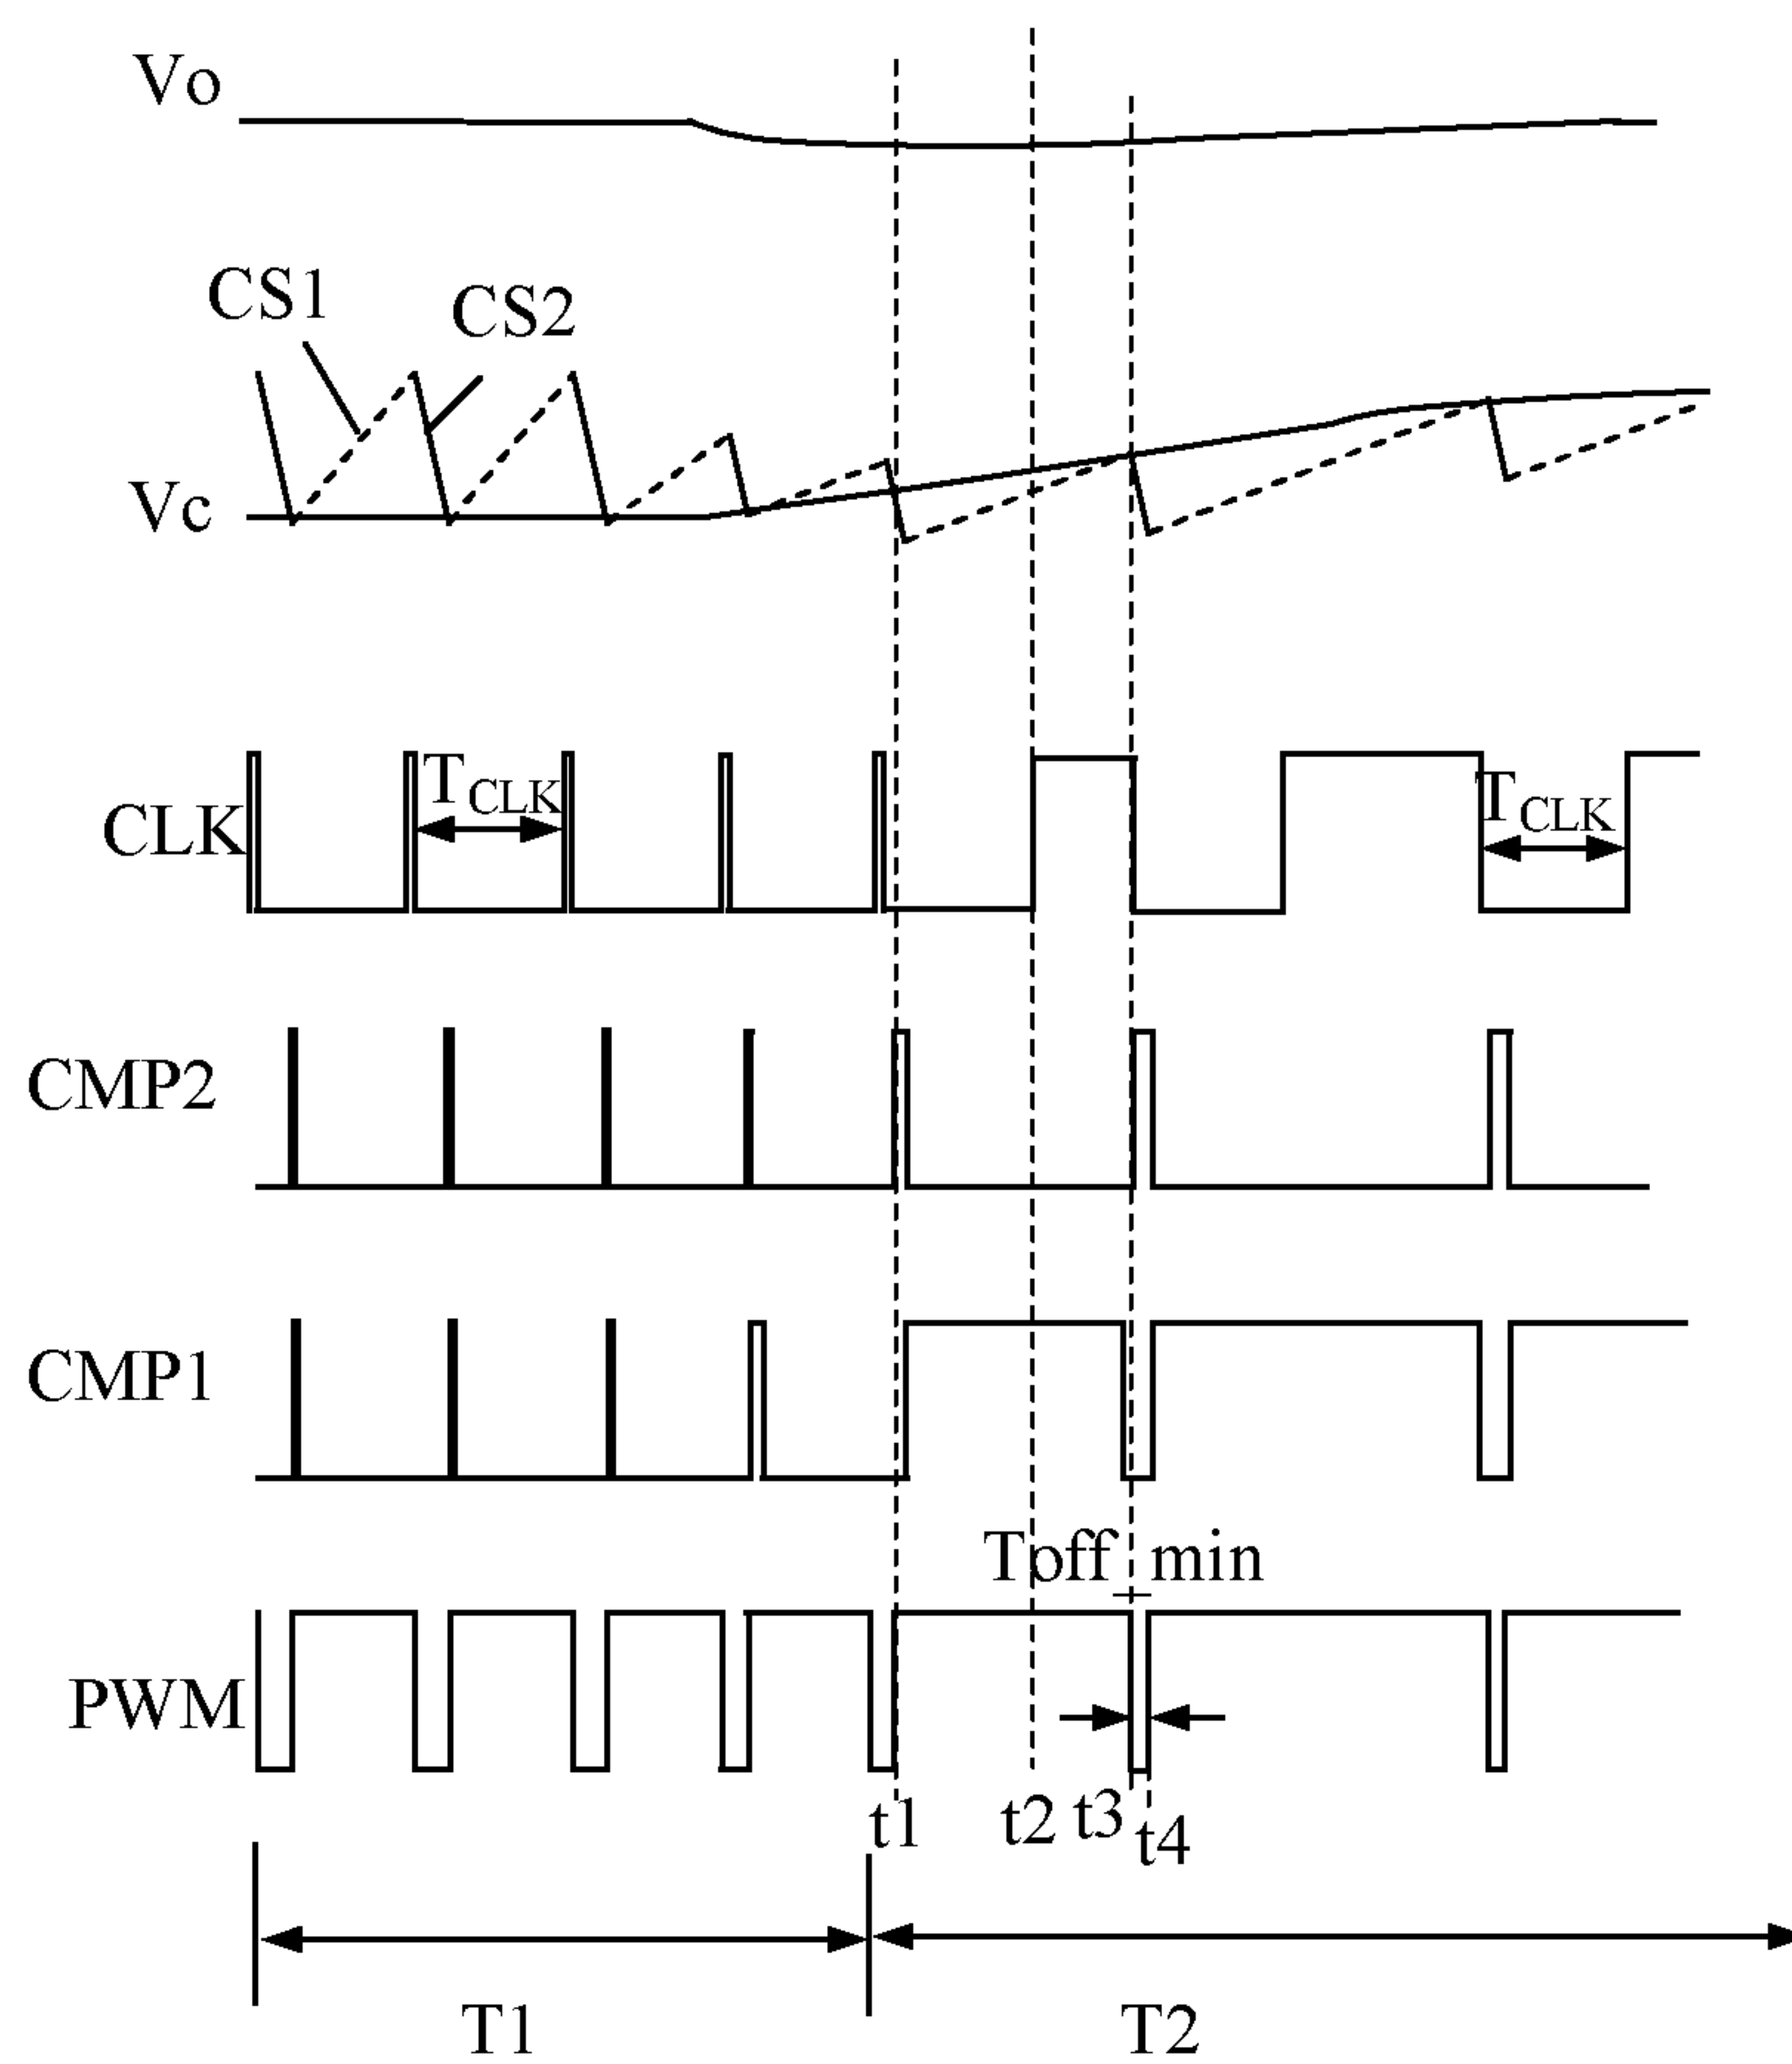 Vo
CS1
CS2
Vc
CLK
TCLK
TCLK
CMP2
CMP1
Toff_min
PWM
t1
t2
t3
t4
T1
T2